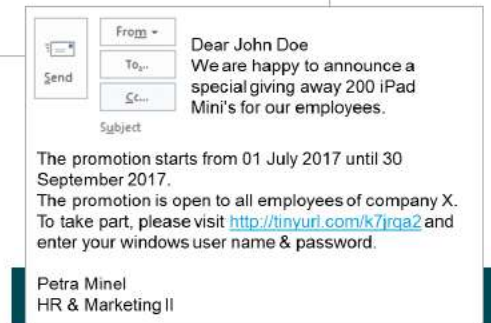 From
To...
Send
Cc...
Subject
Dear John Doe
We are happy to announce a
special giving away 200 iPad
Mini's for our employees.
The promotion starts from 01 July 2017 until 30
September 2017.
The promotion is open to all employees of company X.
To take part, please visit http://tinyurl.com/k7jrqa2 and
enter your windows user name & password.
Petra Minel
HR & Marketing II